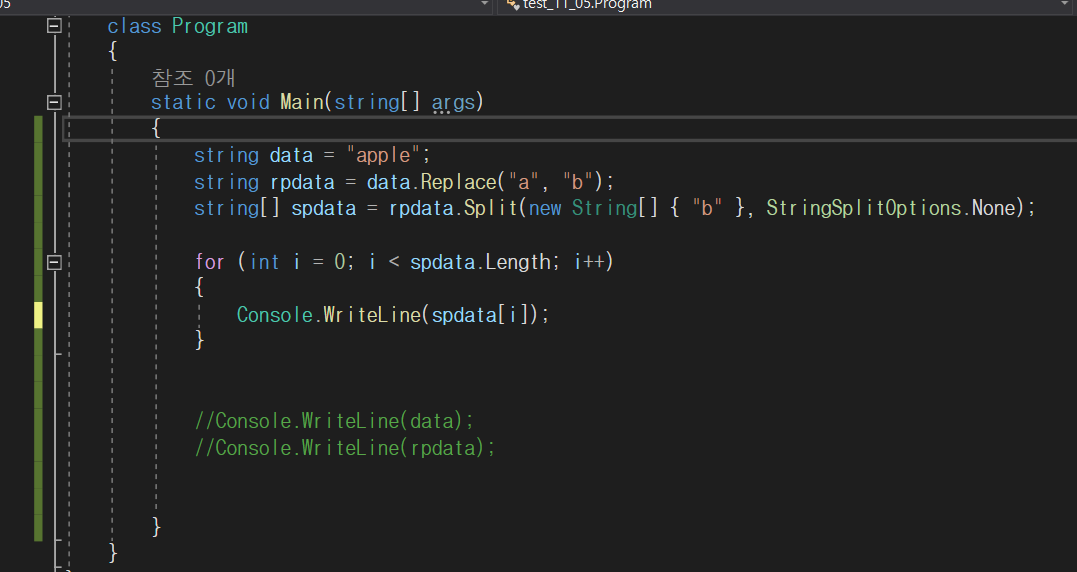 05
test_11_05.Program
class Program
{
참조 0개
static void Main(string[] args)
{
string data = "apple";
string rpdata = data.Replace("a", "b");
string[] spdata = rpdata.Split(new String[] { "b" }, StringSplitOptions.None);
for (int i = 0; i < spdata.Length; i++)
{
Console.WriteLine(spdata[i]);
}
//Console.WriteLine(data);
//Console.WriteLine(rpdata);
}
}